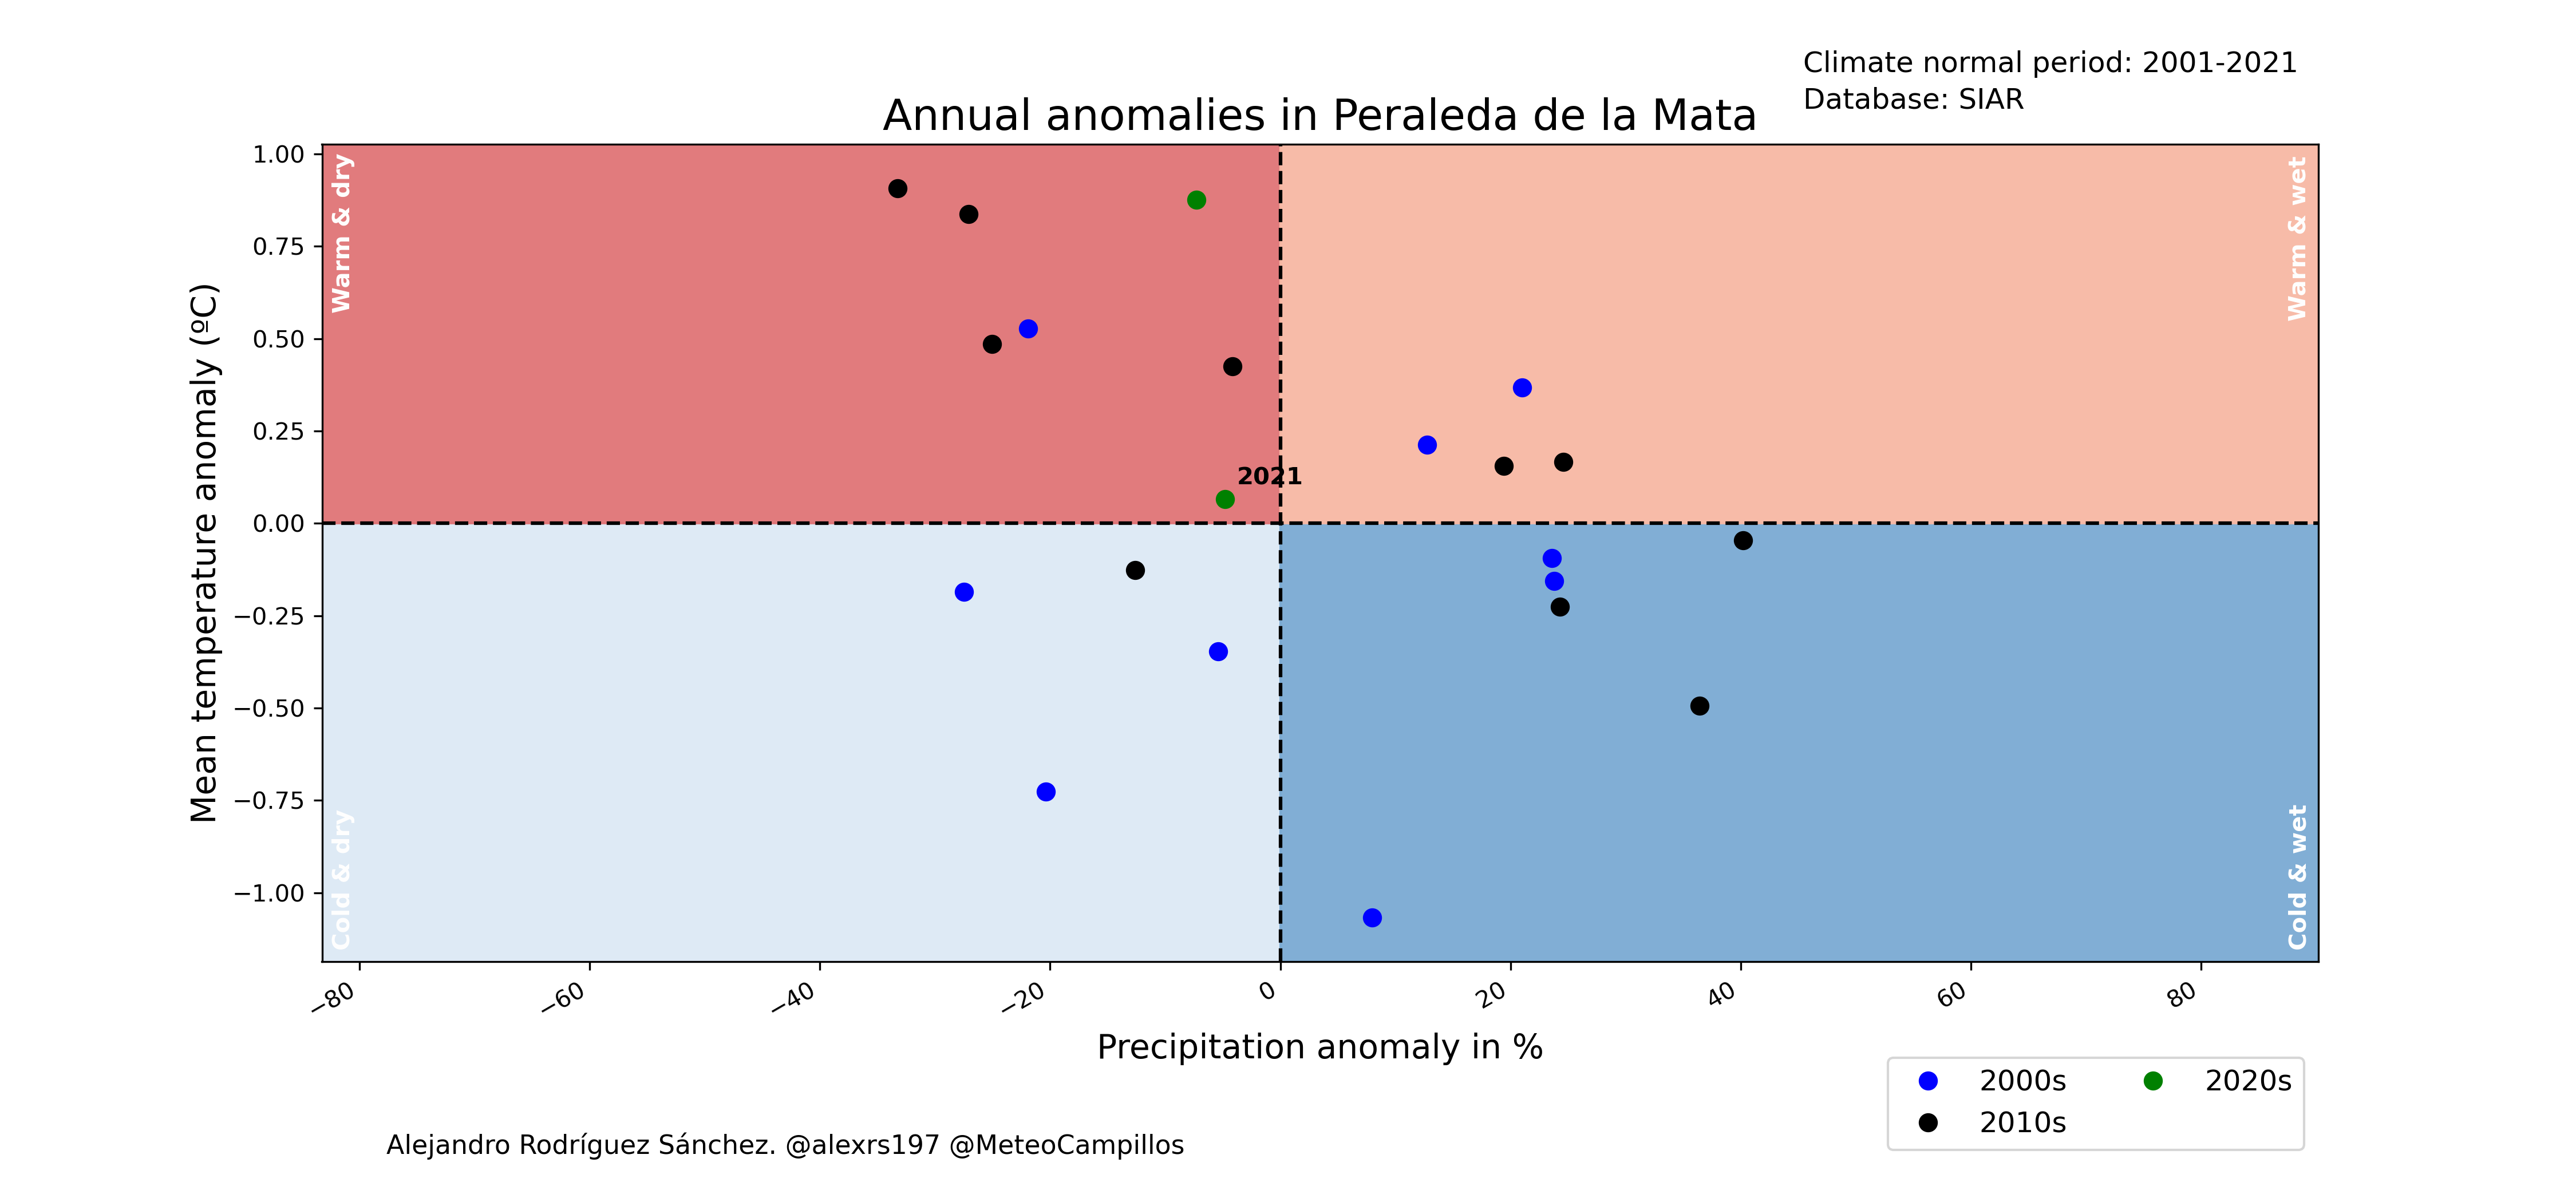 Climate normal period: 2001-2021
Database: SIAR
Annual anomalies in Peraleda de la Mata
Mean temperature anomaly (ºC)
1.00
0.75
0.50
0.25
0.00
−0.25
−0.50
−0.75
−1.00
Warm & dry
Warm & wet
2021
Cold & dry
Cold & wet
−80
−60
−40
−20
0
20
40
60
80
Precipitation anomaly in %
2000s
2010s
2020s
Alejandro Rodríguez Sánchez. @alexrs197 @MeteoCampillos